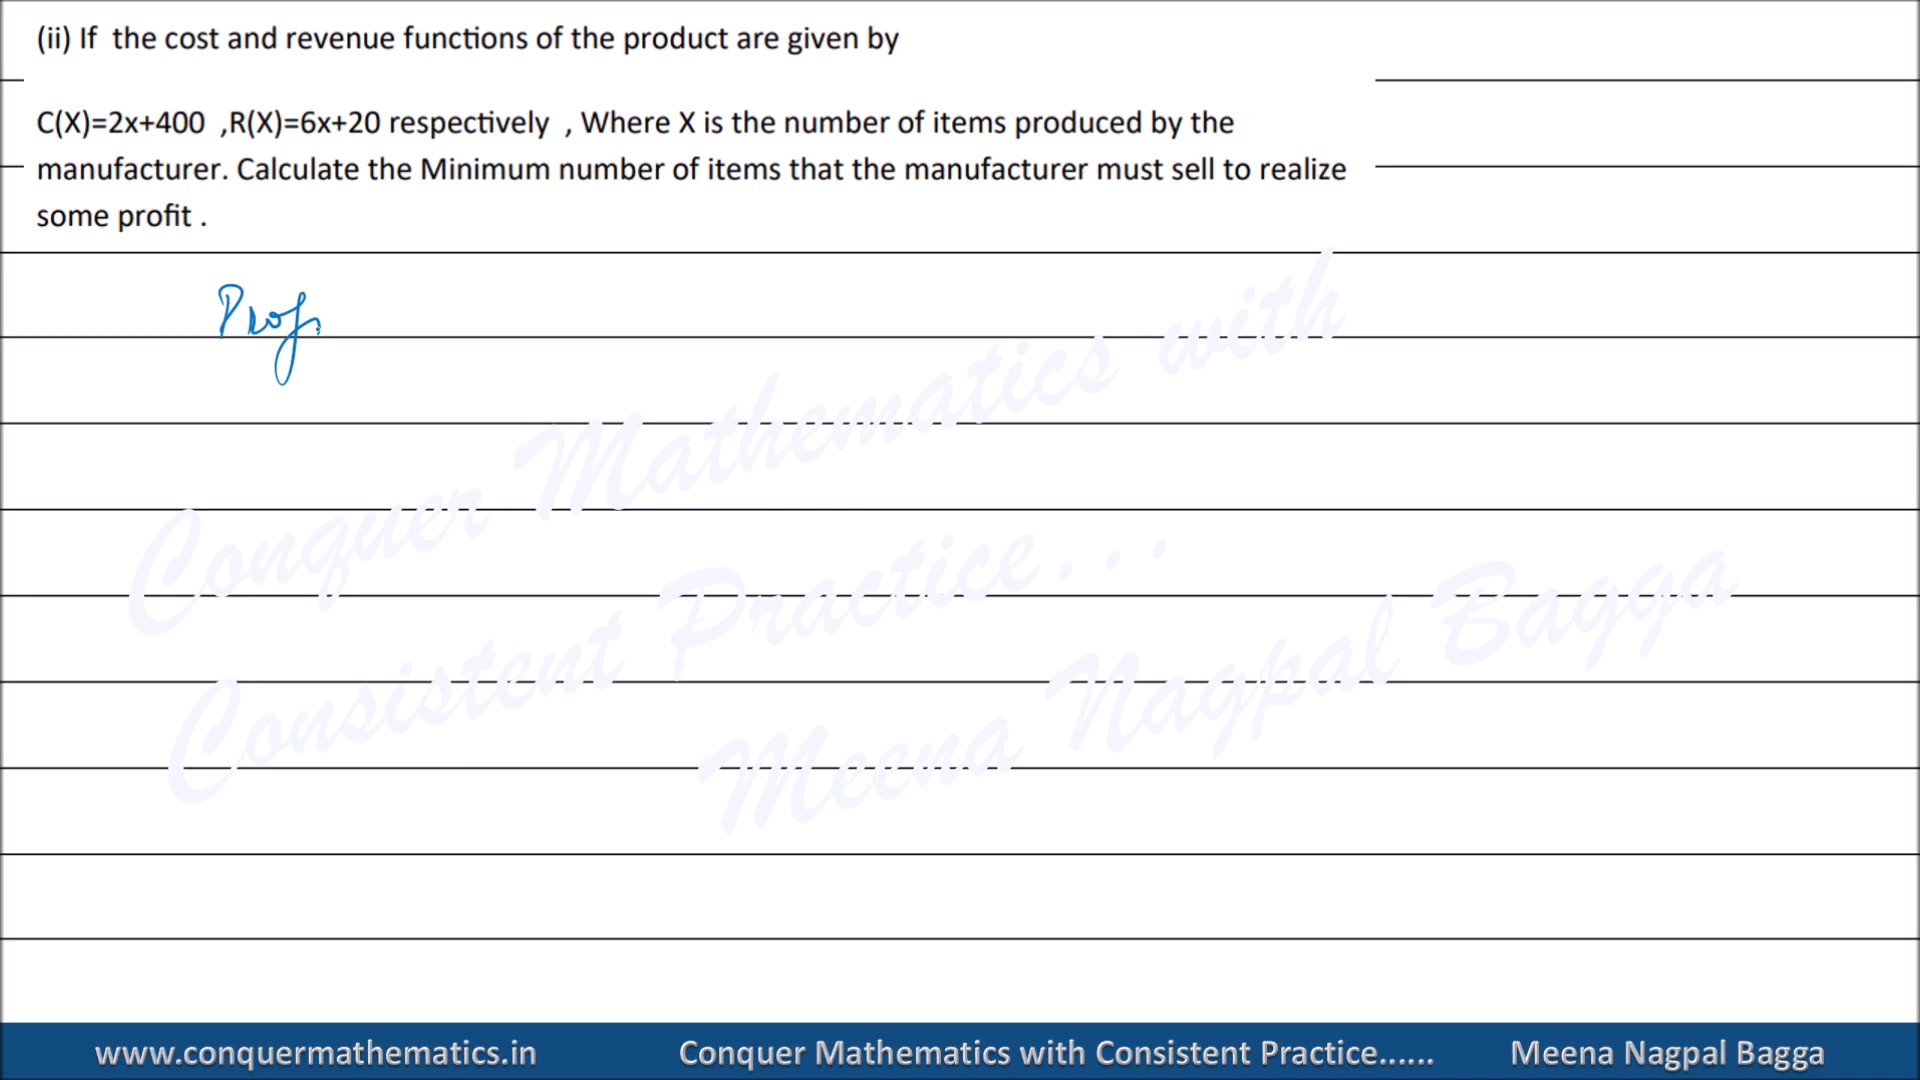 (ii) If the cost and revenue functions of the product are given by
C(X)=2x+400 ,R(X)=6x+20 respectively , Where X is the number of items produced by the
manufacturer. Calculate the Minimum number of items that the manufacturer must sell to realize
some profit .
Prof
Conquer Mathematics with
Consistent Practice...
Meena Nagpal Bagga
www.conquermathematics.in Conquer Mathematics with Consistent Practice...... Meena Nagpal Bagga